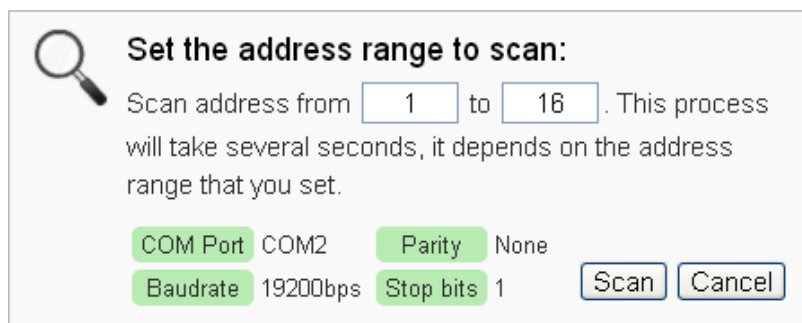 Set the address range to scan:
Scan address from 1 to 16 . This process
will take several seconds, it depends on the address
range that you set.
COM Port COM2 Parity None
Baudrate 19200bps Stop bits 1 Scan Cancel